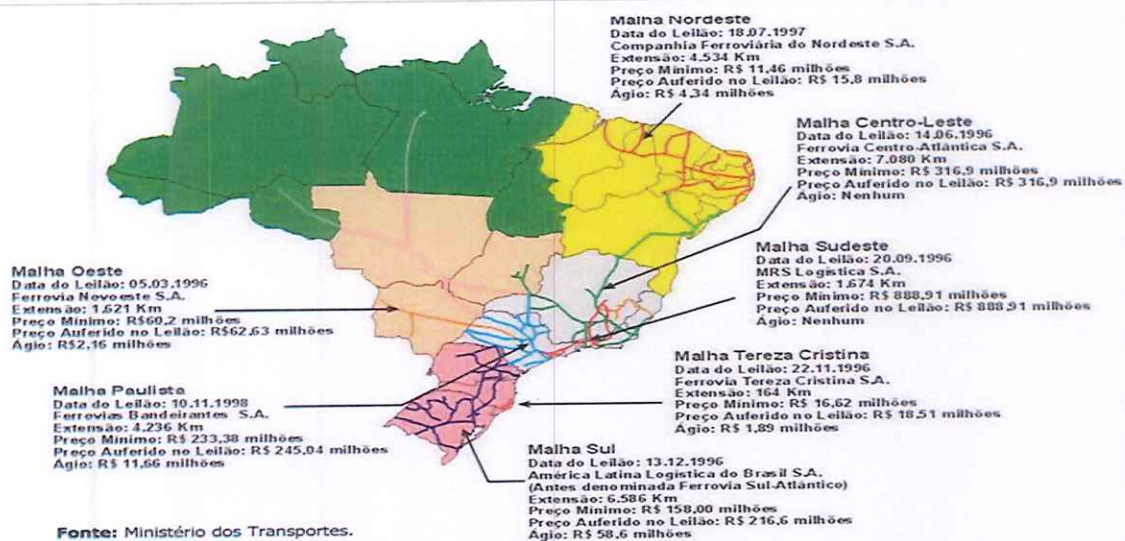 Malha Nordeste
Data do Leilão: 18.07.1997
Companhia Ferroviária do Nordeste S.A.
Extensão: 4.534 Km
Preço Mínimo: R$ 11,46 milhões
Preço Auferido no Leilão: R$ 15,8 milhões
Ágio: R$ 4,34 milhões
Malha Centro-Leste
Data do Leilão: 14.06.1996
Ferrovia Centro-Atlântica S.A.
Extensão: 7.080 Km
Preço Mínimo: R$ 316,9 milhões
Preço Auferido no Leilão: R$ 316,9 milhões
Ágio: Nenhum
Malha Sudeste
Data do Leilão: 20.09.1996
MRS Logística S.A.
Extensão: 1.674 Km
Preço Mínimo: R$ 888,91 milhões
Preço Auferido no Leilão: R$ 888,91 milhões
Ágio: Nenhum
Malha Oeste
Data do Leilão: 05.03.1996
Ferrovia Novoeste S.A.
Extensão: 1.621 Km
Preço Mínimo: R$60,2 milhões
Preço Auferido no Leilão: R$62,63 milhões
Ágio: R$2,16 milhões
Malha Tereza Cristina
Data do Leilão: 22.11.1996
Ferrovia Tereza Cristina S.A.
Extensão: 164 Km
Preço Mínimo: R$ 16,62 milhões
Preço Auferido no Leilão: R$ 18,51 milhões
Ágio: R$ 1,89 milhões
Malha Paulista
Data do Leilão: 10.11.1998
Ferrovias Bandeirantes S.A.
Extensão: 4.236 Km
Preço Mínimo: R$ 233,38 milhões
Preço Auferido no Leilão: R$ 245,04 milhões
Ágio: R$ 11,66 milhões
Malha Sul
Data do Leilão: 13.12.1996
América Latina Logística do Brasil S.A.
(Antes denominada Ferrovia Sul-Atlântico)
Extensão: 6.586 Km
Preço Mínimo: R$ 158,00 milhões
Preço Auferido no Leilão: R$ 216,6 milhões
Ágio: R$ 58,6 milhões
Fonte: Ministério dos Transportes.